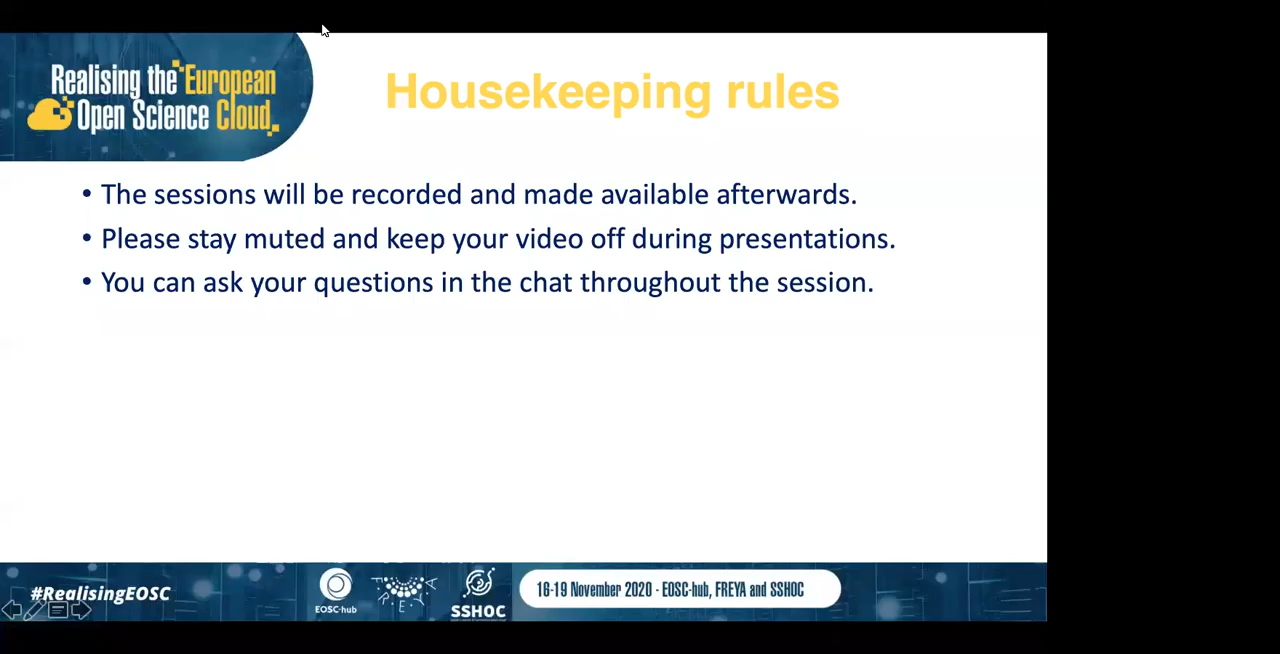 Realising the European
Open Science Cloud
Housekeeping rules
• The sessions will be recorded and made available afterwards.
• Please stay muted and keep your video off during presentations.
• You can ask your questions in the chat throughout the session.
#RealisingEOSC
EOSC-hub
FREYA
SSHOC
16-19 November 2020 - EOSC-hub, FREYA and SSHOC